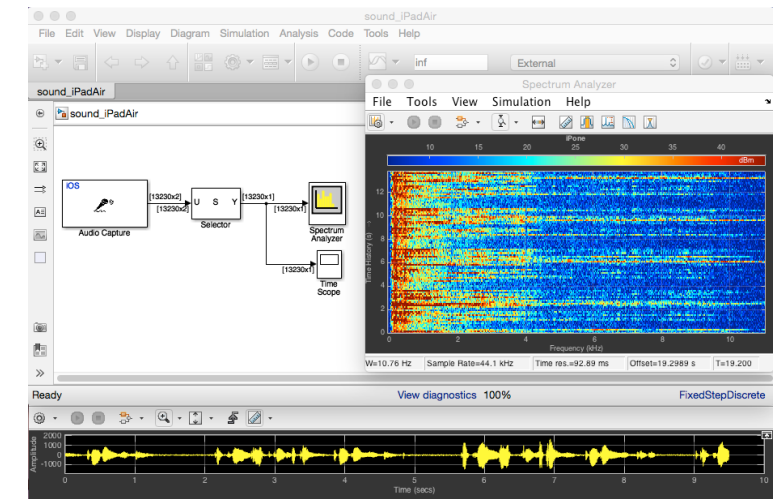 sound_iPadAir
File Edit View Display Diagram Simulation Analysis Code Tools Help
inf
External
sound_iPadAir
sound_iPadAir
Spectrum Analyzer
File Tools View Simulation Help
iPone
10 15 20 25 30 35 40
dBm
Time History (s)
12
10
8
6
4
2
0
0 2 4 6 8 10
Frequency (kHz)
W=10.76 Hz Sample Rate=44.1 kHz Time res.=92.89 ms Offset=19.2989 s T=19.200
iOS
Audio Capture
[13230x2]
[13230x2]
U S Y
Selector
[13230x1]
[13230x1]
Spectrum
Analyzer
[13230x1]
Time
Scope
Ready
View diagnostics 100%
FixedStepDiscrete
Amplitude
2000
1000
0
-1000
0 1 2 3 4 5 6 7 8 9 10
Time (secs)